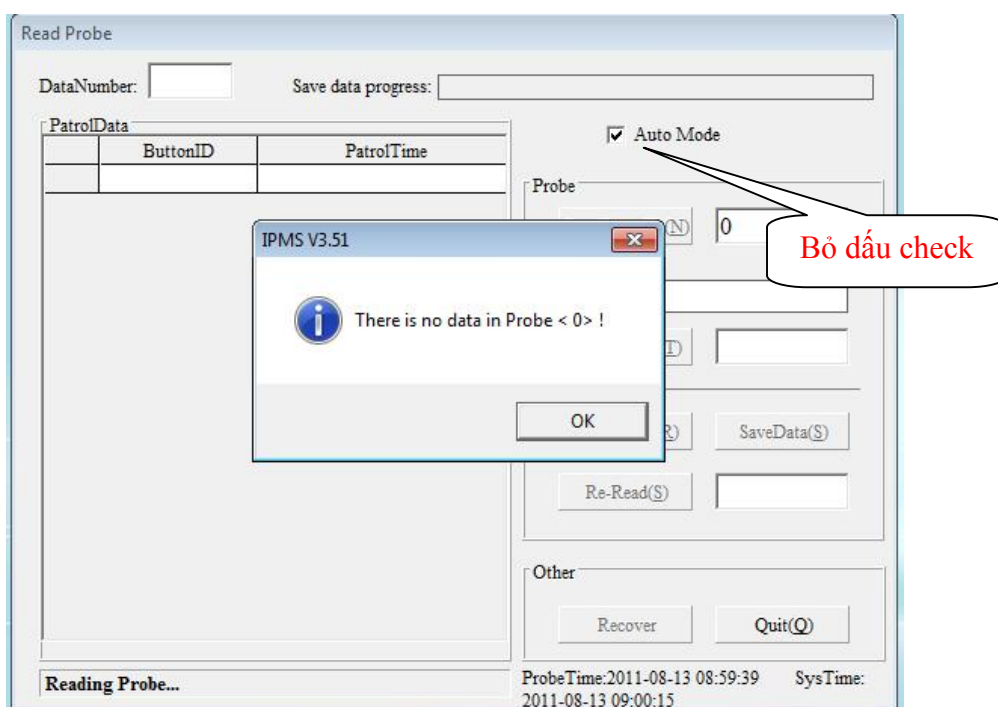 Read Probe
DataNumber:
Save data progress:
PatrolData
ButtonID PatrolTime
Auto Mode
Probe
(N) 0
Bỏ dấu check
IPMS V3.51
There is no data in Probe < 0> !
OK
T)
R) SaveData(S)
Re-Read(S)
Other
Recover Quit(Q)
Reading Probe...
ProbeTime:2011-08-13 08:59:39 SysTime:
2011-08-13 09:00:15